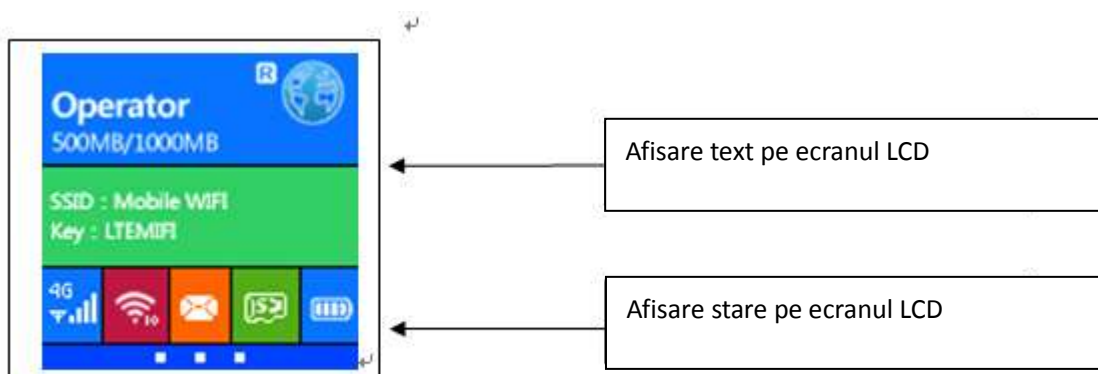 R
Operator
500MB/1000MB
Afisare text pe ecranul LCD
SSID : Mobile WIFI
Key : LTEMIFI
4G
10
Afisare stare pe ecranul LCD